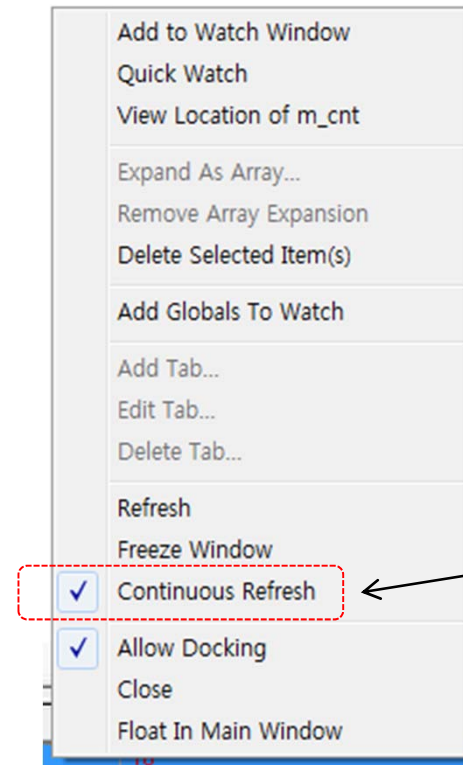 Add to Watch Window
Quick Watch
View Location of m_cnt
Expand As Array...
Remove Array Expansion
Delete Selected Item(s)
Add Globals To Watch
Add Tab...
Edit Tab...
Delete Tab...
Refresh
Freeze Window
Continuous Refresh
Allow Docking
Close
Float In Main Window